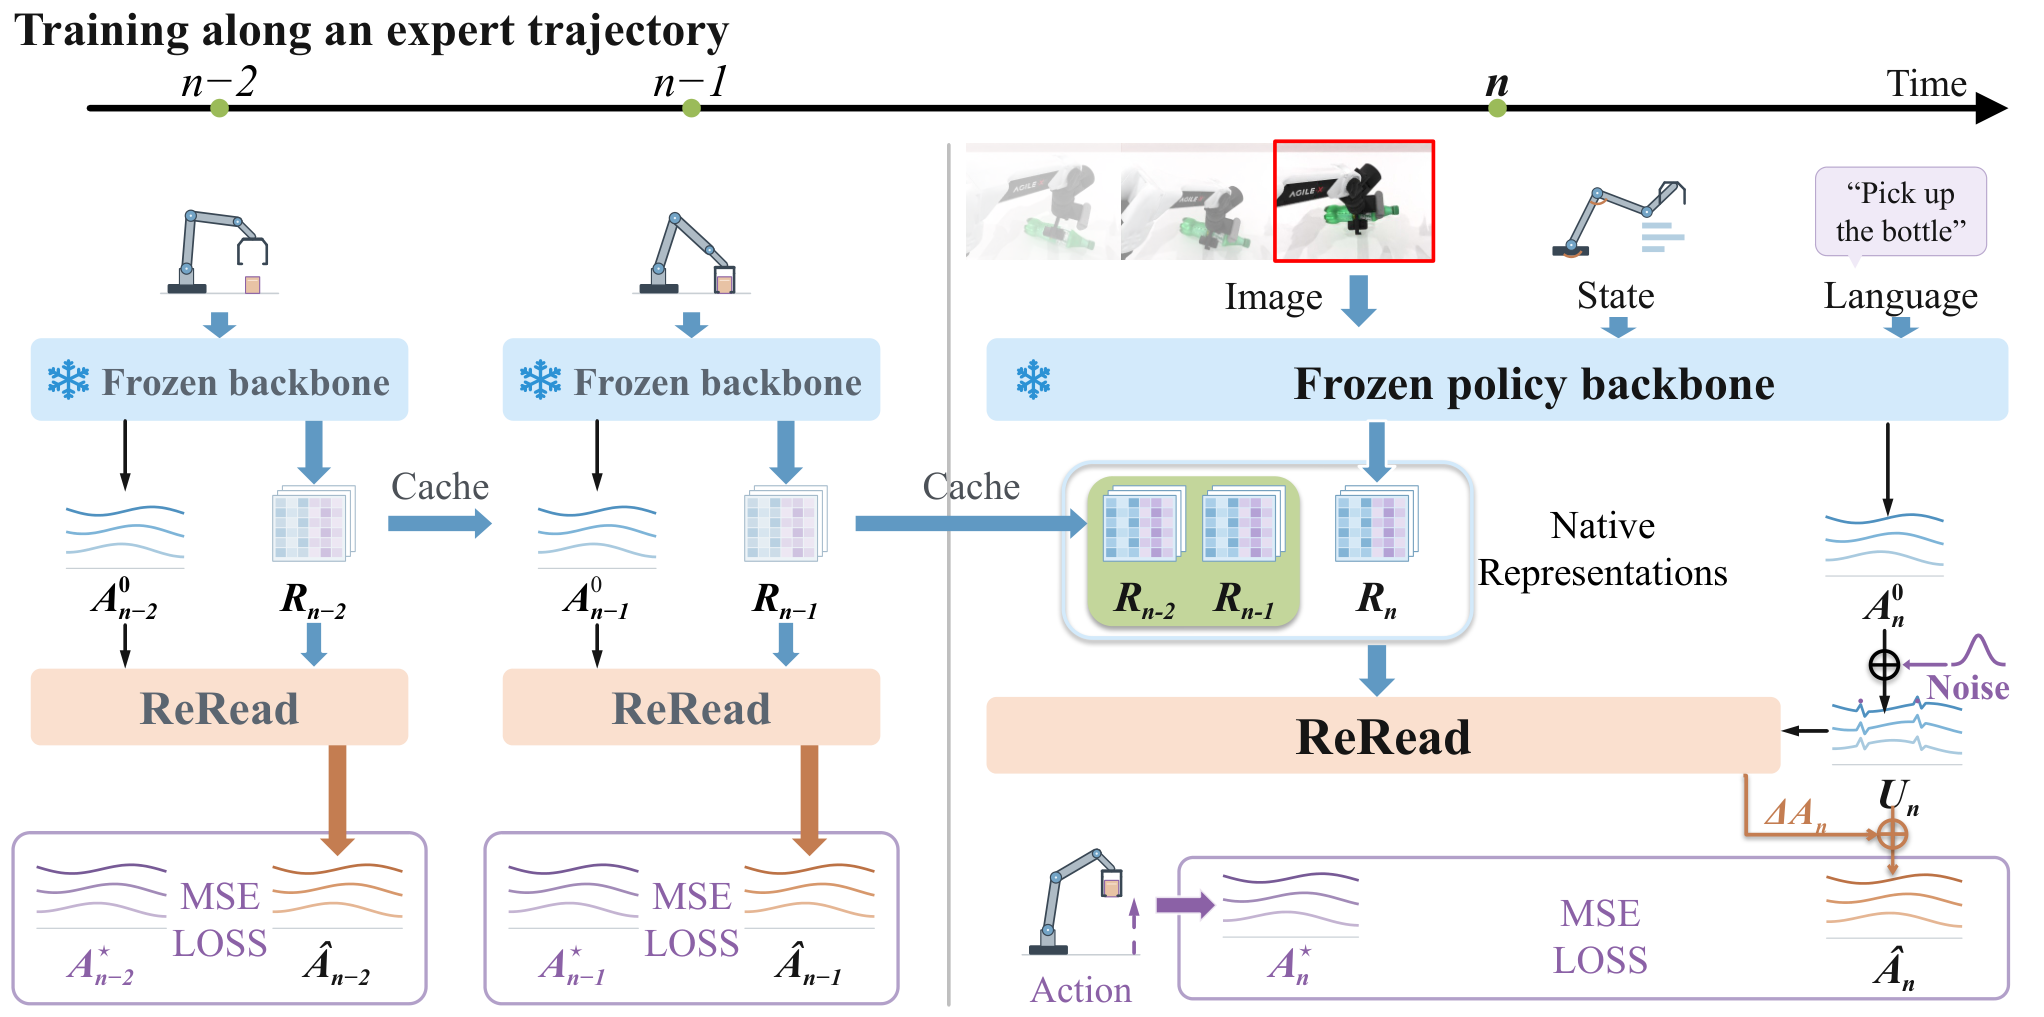 Training along an expert trajectory
n−2
n−1
n
Time
AGILE X
AGILE X
AGILE X
“Pick up
the bottle”
Image
State
Language
Frozen backbone
Frozen backbone
Frozen policy backbone
Cache
Cache
Native
Representations
A⁰ₙ₋₂
Rₙ₋₂
A⁰ₙ₋₁
Rₙ₋₁
Rₙ₋₂
Rₙ₋₁
Rₙ
A⁰ₙ
Noise
ReRead
ReRead
ReRead
Uₙ
ΔAₙ
MSE
LOSS
A*ₙ₋₂
Âₙ₋₂
MSE
LOSS
A*ₙ₋₁
Âₙ₋₁
Action
MSE
LOSS
A*ₙ
Âₙ